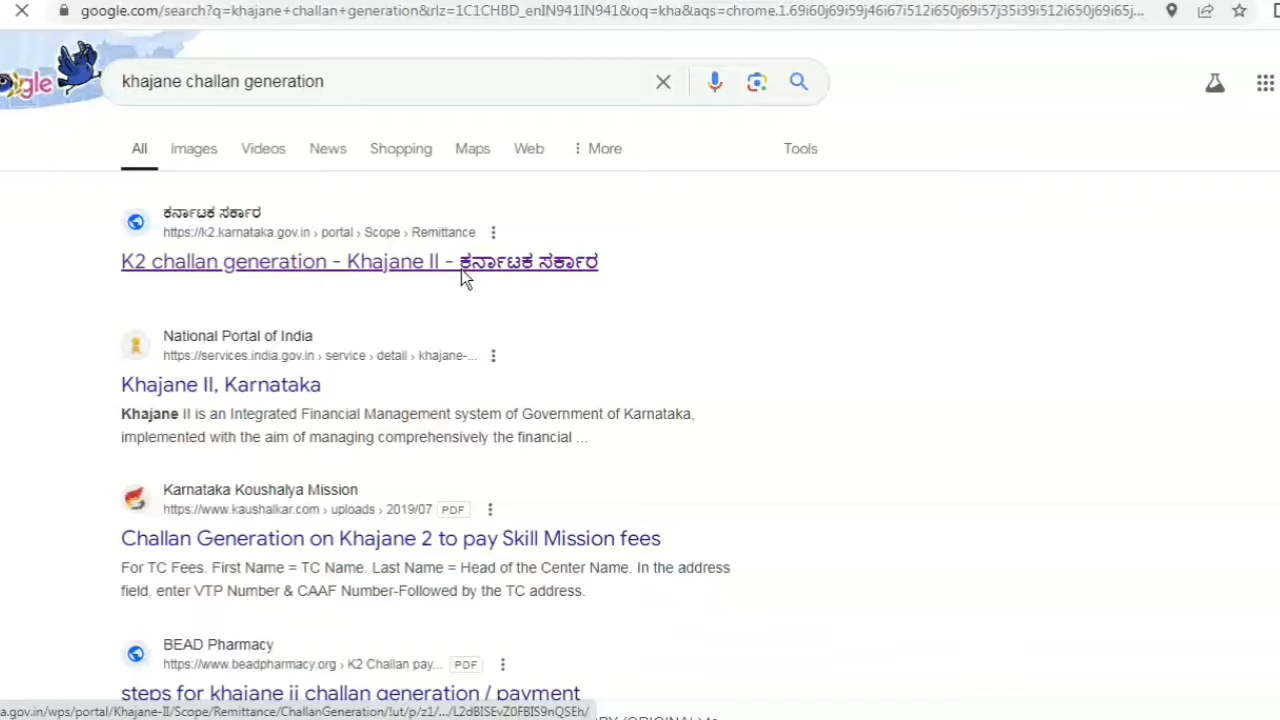 google.com/search?q=khajane+challan+generation&rlz=1C1CHBD_enIN941IN941&oq=kha&aqs=chrome.1.69i60j69i59j46i67i512i650j69i57j35i39i512i650j69i65j...
gle
khajane challan generation
All Images Videos News Shopping Maps Web More Tools
ಕರ್ನಾಟಕ ಸರ್ಕಾರ
https://k2.karnataka.gov.in › portal › Scope › Remittance
K2 challan generation - Khajane II - ಕರ್ನಾಟಕ ಸರ್ಕಾರ
National Portal of India
https://services.india.gov.in › service › detail › khajane-...
Khajane II, Karnataka
Khajane II is an Integrated Financial Management system of Government of Karnataka,
implemented with the aim of managing comprehensively the financial ...
Karnataka Koushalya Mission
https://www.kaushalkar.com › uploads › 2019/07 PDF
Challan Generation on Khajane 2 to pay Skill Mission fees
For TC Fees. First Name = TC Name. Last Name = Head of the Center Name. In the address
field, enter VTP Number & CAAF Number-Followed by the TC address.
BEAD Pharmacy
https://www.beadpharmacy.org › K2 Challan pay... PDF
steps for khajane ii challan generation / payment
a.gov.in/wps/portal/Khajane-II/Scope/Remittance/ChallanGeneration/!ut/p/z1/.../L2dBISEvZ0FBIS9nQSEh/